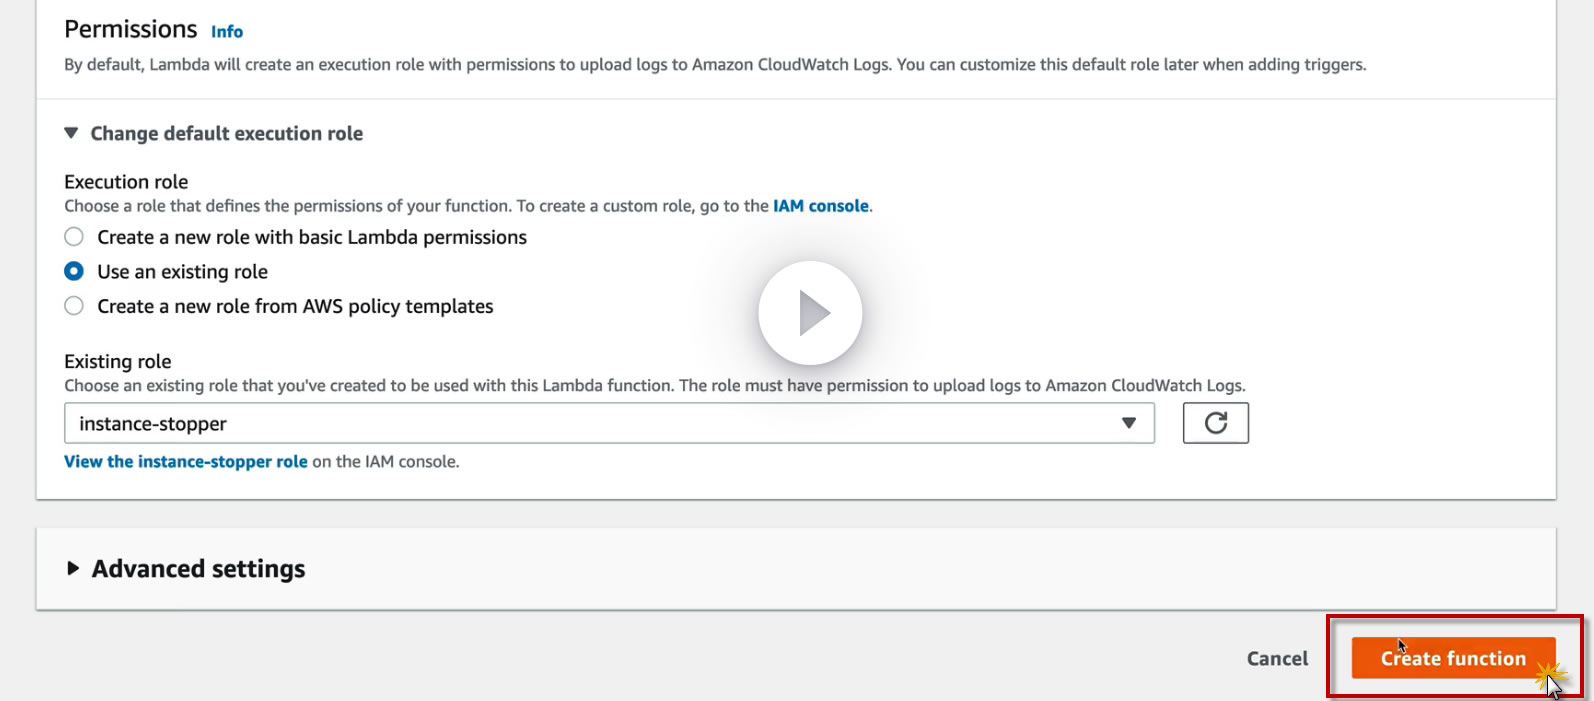 Permissions Info
By default, Lambda will create an execution role with permissions to upload logs to Amazon CloudWatch Logs. You can customize this default role later when adding triggers.
Change default execution role
Execution role
Choose a role that defines the permissions of your function. To create a custom role, go to the IAM console.
Create a new role with basic Lambda permissions
Use an existing role
Create a new role from AWS policy templates
Existing role
Choose an existing role that you've created to be used with this Lambda function. The role must have permission to upload logs to Amazon CloudWatch Logs.
instance-stopper
View the instance-stopper role on the IAM console.
Advanced settings
Cancel Create function